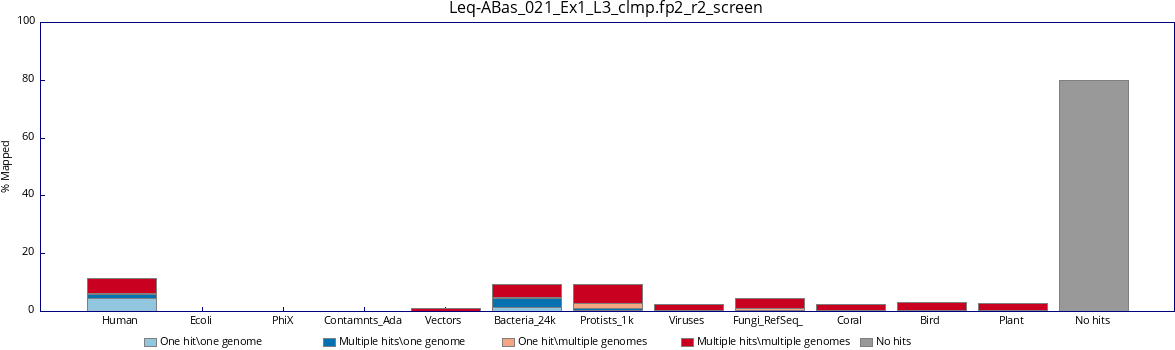 Leq-ABas_021_Ex1_L3_clmp.fp2_r2_screen
% Mapped
100
80
60
40
20
0
Human Ecoli PhiX Contamnts_Ada Vectors Bacteria_24k Protists_1k Viruses Fungi_RefSeq_ Coral Bird Plant No hits
One hit\one genome Multiple hits\one genome One hit\multiple genomes Multiple hits\multiple genomes No hits